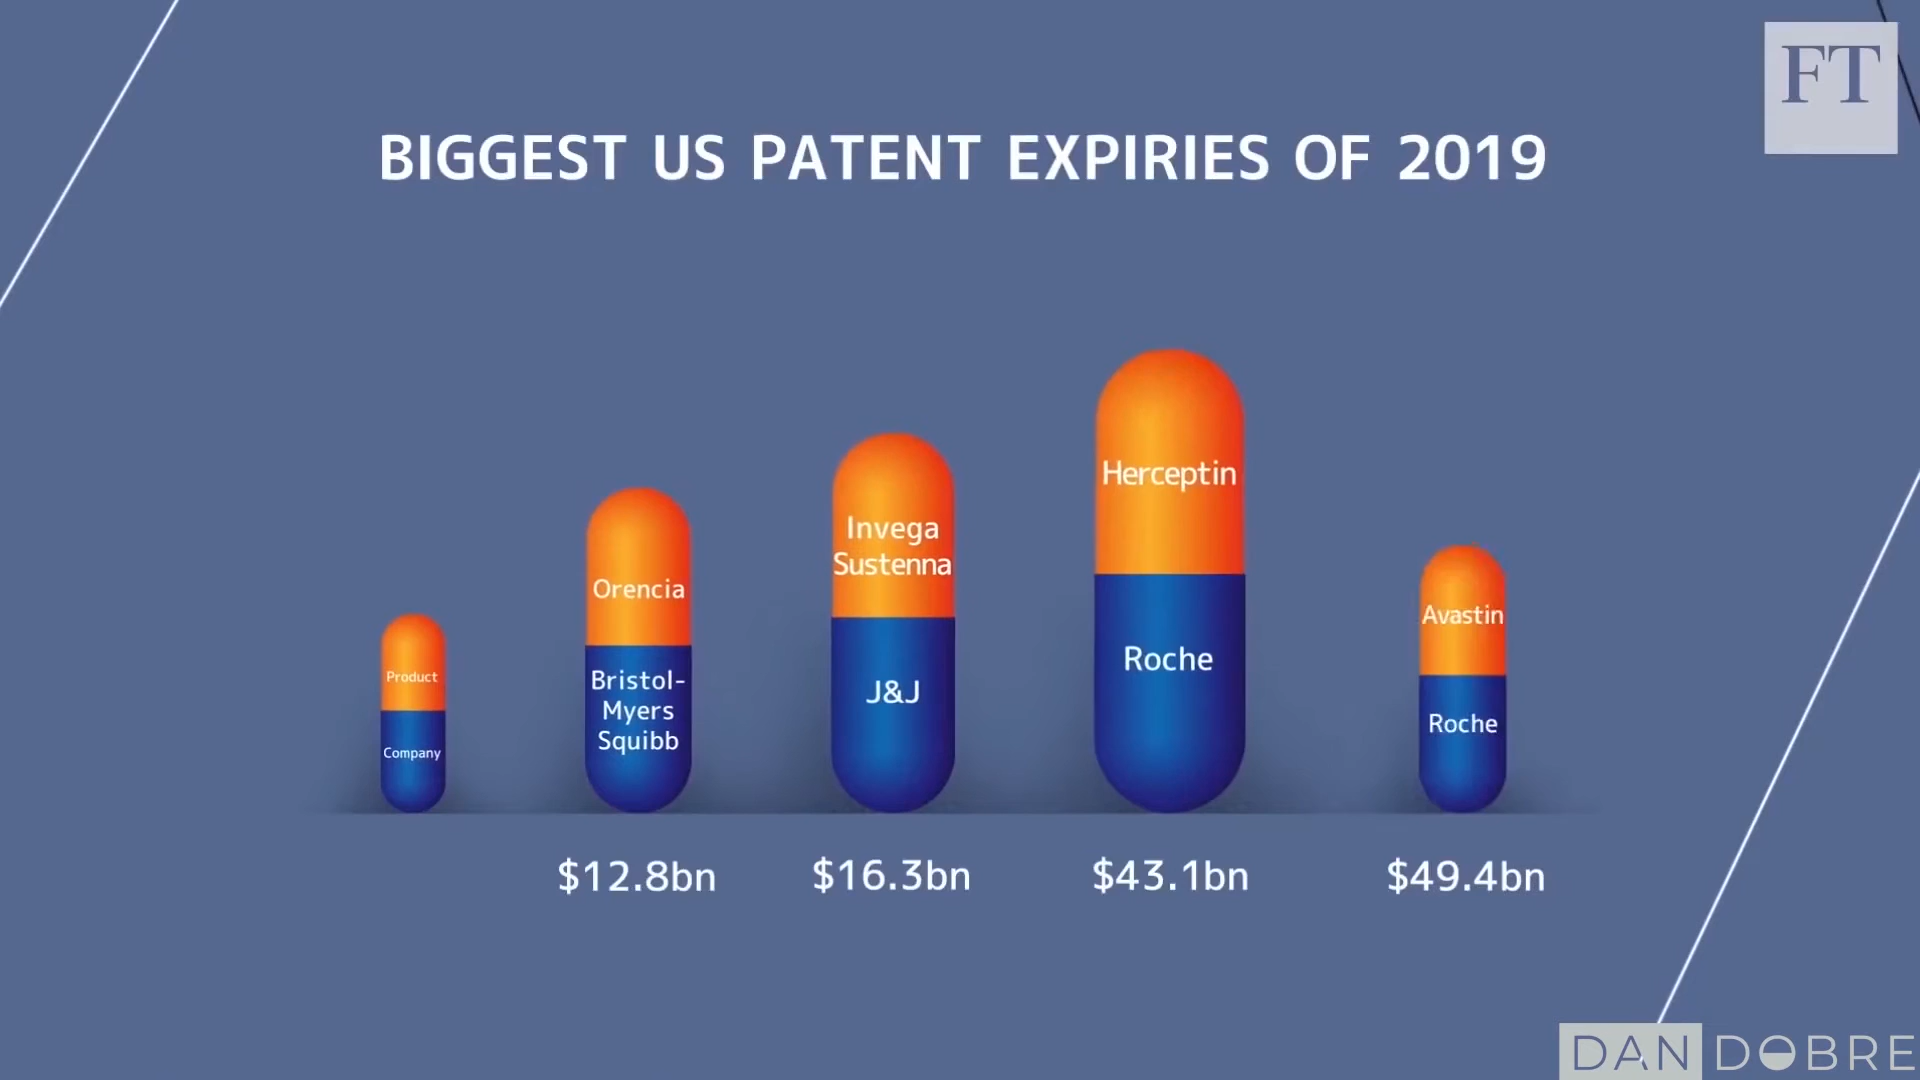 FT
BIGGEST US PATENT EXPIRIES OF 2019
Product
Company
Orencia
Bristol-
Myers
Squibb
Invega
Sustenna
J&J
Herceptin
Roche
Avastin
Roche
$12.8bn
$16.3bn
$43.1bn
$49.4bn
DAN DOBRE